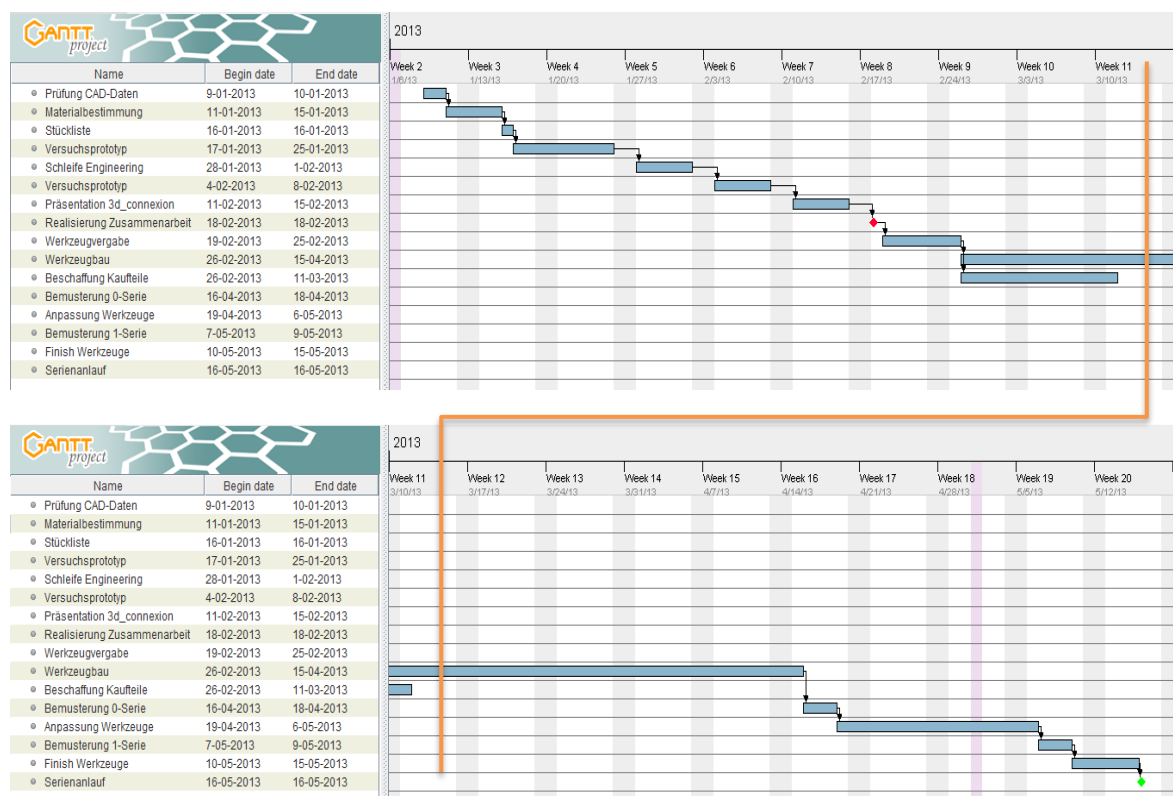 GANTT project
2013
Week 2 Week 3 Week 4 Week 5 Week 6 Week 7 Week 8 Week 9 Week 10 Week 11
1/6/13 1/13/13 1/20/13 1/27/13 2/3/13 2/10/13 2/17/13 2/24/13 3/3/13 3/10/13
Name Begin date End date
Prüfung CAD-Daten 9-01-2013 10-01-2013
Materialbestimmung 11-01-2013 15-01-2013
Stückliste 16-01-2013 16-01-2013
Versuchsprototyp 17-01-2013 25-01-2013
Schleife Engineering 28-01-2013 1-02-2013
Versuchsprototyp 4-02-2013 8-02-2013
Präsentation 3d_connexion 11-02-2013 15-02-2013
Realisierung Zusammenarbeit 18-02-2013 18-02-2013
Werkzeugvergabe 19-02-2013 25-02-2013
Werkzeugbau 26-02-2013 15-04-2013
Beschaffung Kaufteile 26-02-2013 11-03-2013
Bemusterung 0-Serie 16-04-2013 18-04-2013
Anpassung Werkzeuge 19-04-2013 6-05-2013
Bemusterung 1-Serie 7-05-2013 9-05-2013
Finish Werkzeuge 10-05-2013 15-05-2013
Serienanlauf 16-05-2013 16-05-2013
GANTT project
2013
Week 11 Week 12 Week 13 Week 14 Week 15 Week 16 Week 17 Week 18 Week 19 Week 20
3/10/13 3/17/13 3/24/13 3/31/13 4/7/13 4/14/13 4/21/13 4/28/13 5/5/13 5/12/13
Name Begin date End date
Prüfung CAD-Daten 9-01-2013 10-01-2013
Materialbestimmung 11-01-2013 15-01-2013
Stückliste 16-01-2013 16-01-2013
Versuchsprototyp 17-01-2013 25-01-2013
Schleife Engineering 28-01-2013 1-02-2013
Versuchsprototyp 4-02-2013 8-02-2013
Präsentation 3d_connexion 11-02-2013 15-02-2013
Realisierung Zusammenarbeit 18-02-2013 18-02-2013
Werkzeugvergabe 19-02-2013 25-02-2013
Werkzeugbau 26-02-2013 15-04-2013
Beschaffung Kaufteile 26-02-2013 11-03-2013
Bemusterung 0-Serie 16-04-2013 18-04-2013
Anpassung Werkzeuge 19-04-2013 6-05-2013
Bemusterung 1-Serie 7-05-2013 9-05-2013
Finish Werkzeuge 10-05-2013 15-05-2013
Serienanlauf 16-05-2013 16-05-2013